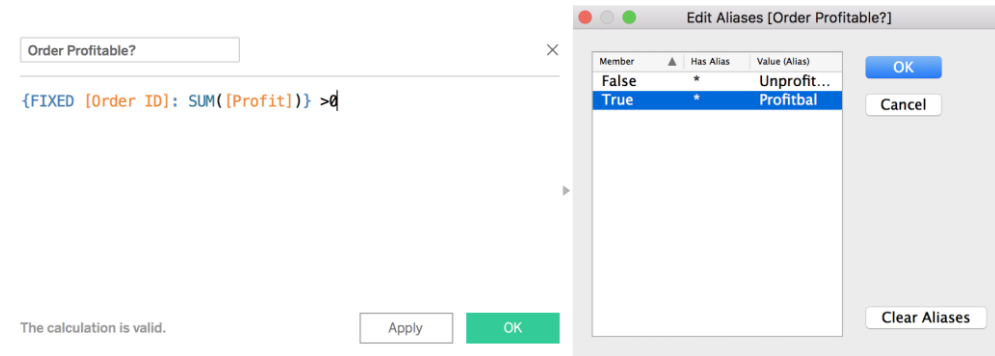 Order Profitable?
{FIXED [Order ID]: SUM([Profit])} >0
The calculation is valid.
Apply
OK
Edit Aliases [Order Profitable?]
Member Has Alias Value (Alias)
False * Unprofit...
True * Profitbal
OK
Cancel
Clear Aliases